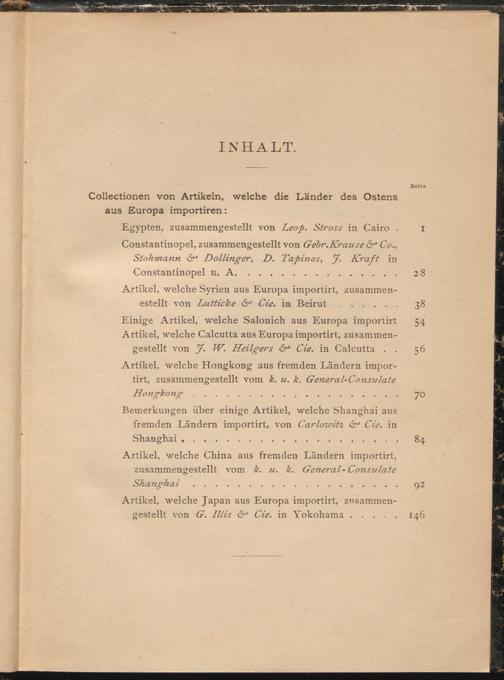 INHALT.
Seite
Collectionen von Artikeln, welche die Länder des Ostens
aus Europa importiren:
Egypten, zusammengestellt von Leop. Stross in Cairo . 1
Constantinopel, zusammengestellt von Gebr. Krause & Co.,
Stohmann & Dollinger, D. Tapinos, J. Kraft in
Constantinopel u. A. . . . . . . . . . . . . . 28
Artikel, welche Syrien aus Europa importirt, zusammen-
estellt von Lutticke & Cie. in Beirut . . . . . . 38
Einige Artikel, welche Salonich aus Europa importirt 54
Artikel, welche Calcutta aus Europa importirt, zusammen-
gestellt von J. W. Heilgers & Cie. in Calcutta . . 56
Artikel, welche Hongkong aus fremden Ländern impor-
tirt, zusammengestellt vom k. u. k. General-Consulate
Hongkong . . . . . . . . . . . . . . . . . . 70
Bemerkungen über einige Artikel, welche Shanghai aus
fremden Ländern importirt, von Carlowitz & Cie. in
Shanghai . . . . . . . . . . . . . . . . . . . 84
Artikel, welche China aus fremden Ländern importirt,
zusammengestellt vom k. u. k. General-Consulate
Shanghai . . . . . . . . . . . . . . . . . . 92
Artikel, welche Japan aus Europa importirt, zusammen-
gestellt von G. Illis & Cie. in Yokohama . . . . . 146